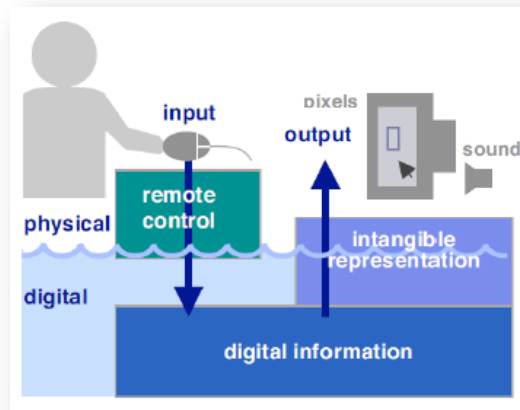 input
pixels
output
sound
remote
control
physical
intangible
representation
digital
digital information